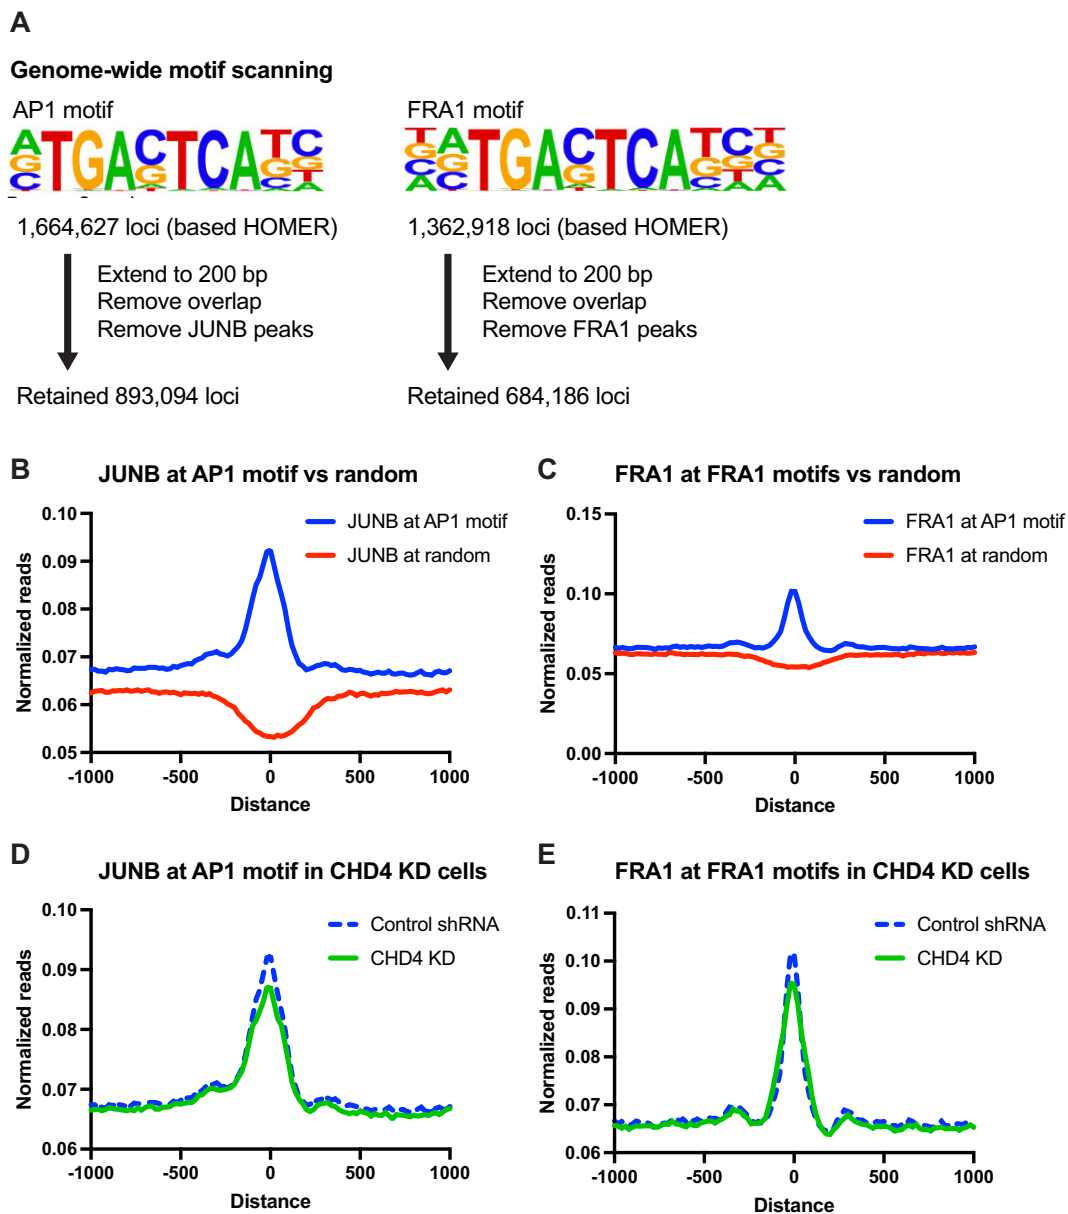 A
Genome-wide motif scanning
AP1 motif
FRA1 motif
1,664,627 loci (based HOMER)
1,362,918 loci (based HOMER)
Extend to 200 bp
Remove overlap
Remove JUNB peaks
Extend to 200 bp
Remove overlap
Remove FRA1 peaks
Retained 893,094 loci
Retained 684,186 loci
B
JUNB at AP1 motif vs random
JUNB at AP1 motif
JUNB at random
Normalized reads
0.10
0.09
0.08
0.07
0.06
0.05
-1000
-500
0
500
1000
Distance
C
FRA1 at FRA1 motifs vs random
FRA1 at AP1 motif
FRA1 at random
Normalized reads
0.15
0.10
0.05
0.00
-1000
-500
0
500
1000
Distance
D
JUNB at AP1 motif in CHD4 KD cells
Control shRNA
CHD4 KD
Normalized reads
0.10
0.09
0.08
0.07
0.06
-1000
-500
0
500
1000
Distance
E
FRA1 at FRA1 motifs in CHD4 KD cells
Control shRNA
CHD4 KD
Normalized reads
0.11
0.10
0.09
0.08
0.07
0.06
-1000
-500
0
500
1000
Distance